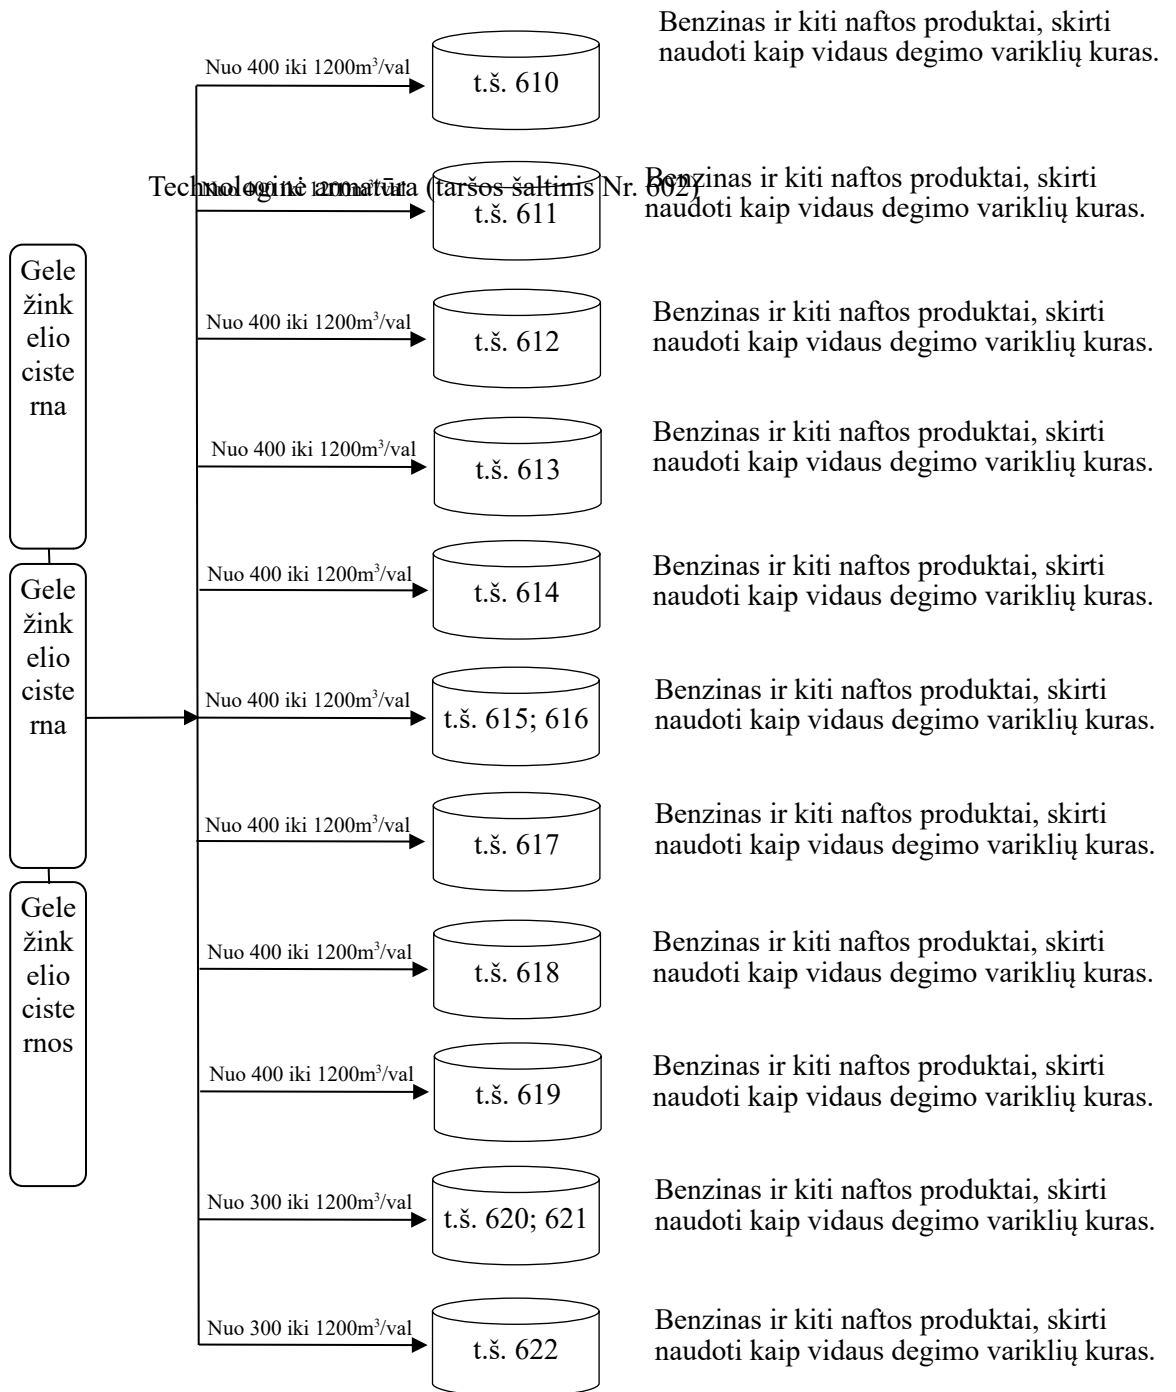 Benzinas ir kiti naftos produktai, skirti
naudoti kaip vidaus degimo variklių kuras.
Nuo 400 iki 1200m³/val
t.š. 610
Technologinė armatūra (taršos šaltinis Nr. 602)
Nuo 400 iki 1200m³/val
t.š. 611
Benzinas ir kiti naftos produktai, skirti
naudoti kaip vidaus degimo variklių kuras.
Gele
žink
elio
ciste
rna
Nuo 400 iki 1200m³/val
t.š. 612
Benzinas ir kiti naftos produktai, skirti
naudoti kaip vidaus degimo variklių kuras.
Nuo 400 iki 1200m³/val
t.š. 613
Benzinas ir kiti naftos produktai, skirti
naudoti kaip vidaus degimo variklių kuras.
Gele
žink
elio
ciste
rna
Nuo 400 iki 1200m³/val
t.š. 614
Benzinas ir kiti naftos produktai, skirti
naudoti kaip vidaus degimo variklių kuras.
Nuo 400 iki 1200m³/val
t.š. 615; 616
Benzinas ir kiti naftos produktai, skirti
naudoti kaip vidaus degimo variklių kuras.
Nuo 400 iki 1200m³/val
t.š. 617
Benzinas ir kiti naftos produktai, skirti
naudoti kaip vidaus degimo variklių kuras.
Gele
žink
elio
ciste
rnos
Nuo 400 iki 1200m³/val
t.š. 618
Benzinas ir kiti naftos produktai, skirti
naudoti kaip vidaus degimo variklių kuras.
Nuo 400 iki 1200m³/val
t.š. 619
Benzinas ir kiti naftos produktai, skirti
naudoti kaip vidaus degimo variklių kuras.
Nuo 300 iki 1200m³/val
t.š. 620; 621
Benzinas ir kiti naftos produktai, skirti
naudoti kaip vidaus degimo variklių kuras.
Nuo 300 iki 1200m³/val
t.š. 622
Benzinas ir kiti naftos produktai, skirti
naudoti kaip vidaus degimo variklių kuras.